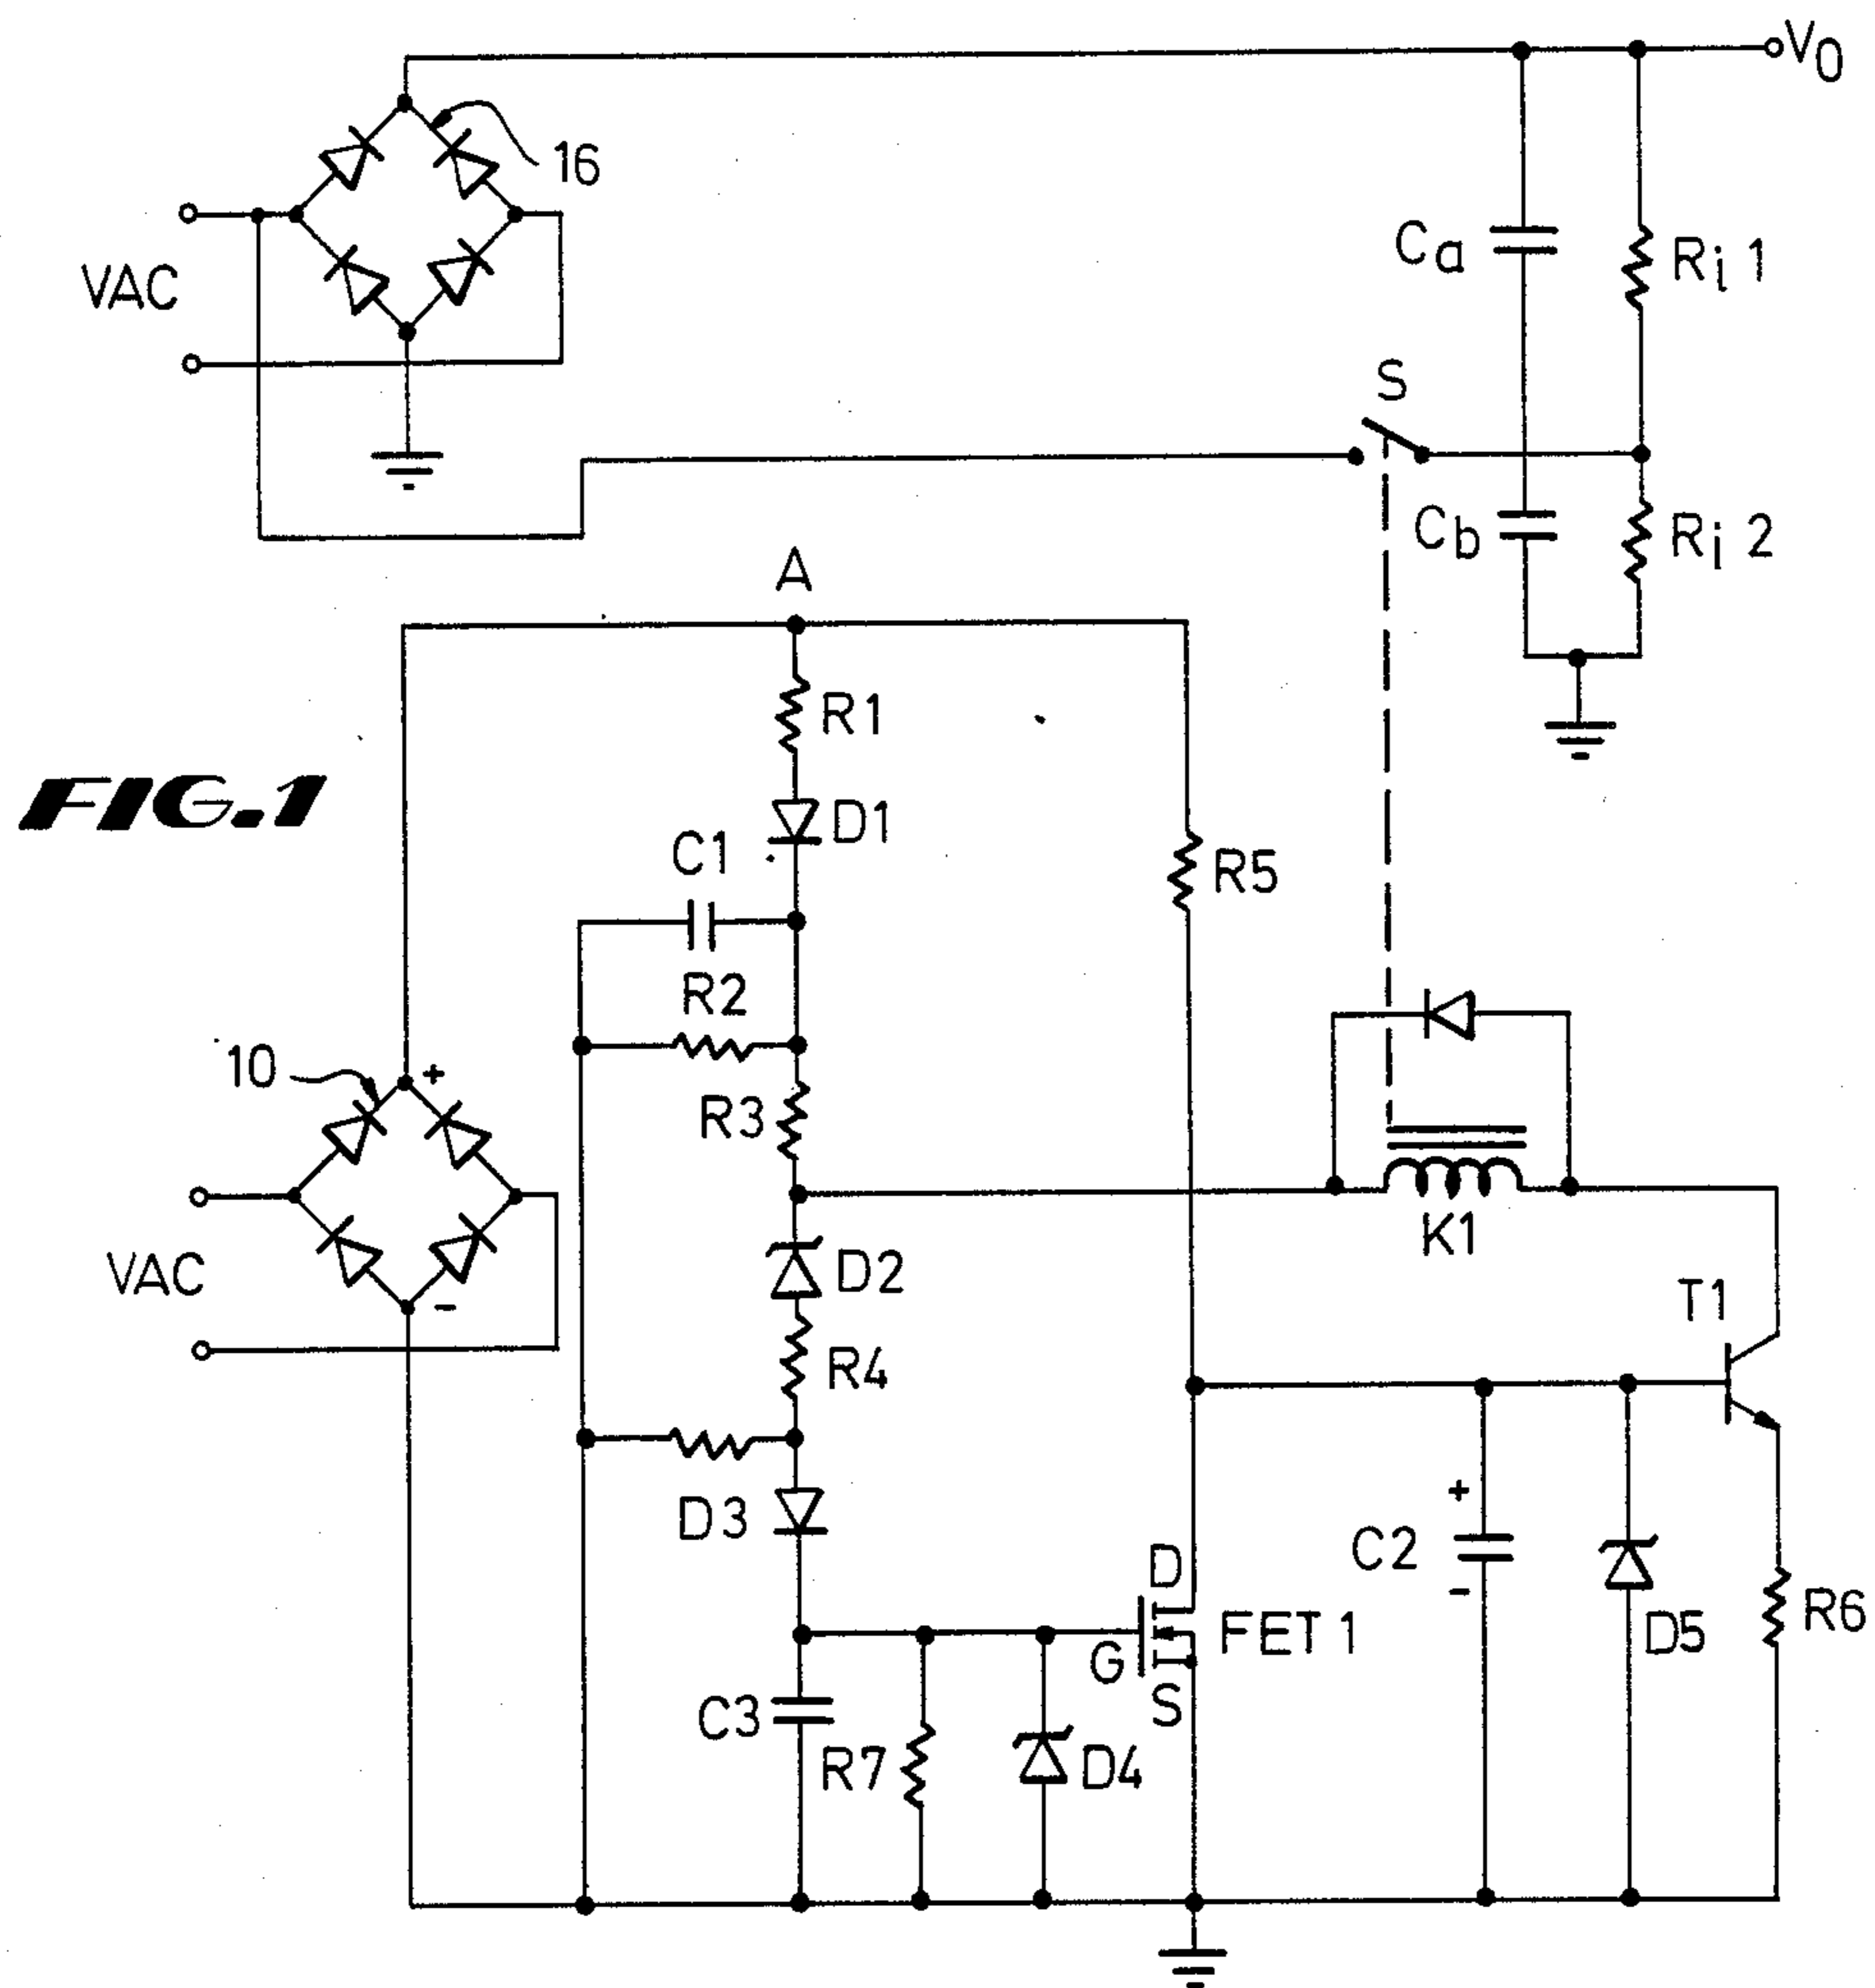 V0
16
VAC
Ca
Ri 1
S
Cb
Ri 2
A
R1
FIG.1
D1
C1
R5
R2
10
+
R3
K1
D2
VAC
-
T1
R4
D3
+
D
C2
FET 1
-
R6
G
D5
S
C3
R7
D4